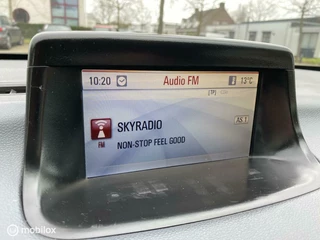 10:20 Audio FM 13°C
[TP]
SKYRADIO AS 1
FM NON-STOP FEEL GOOD
mobilox